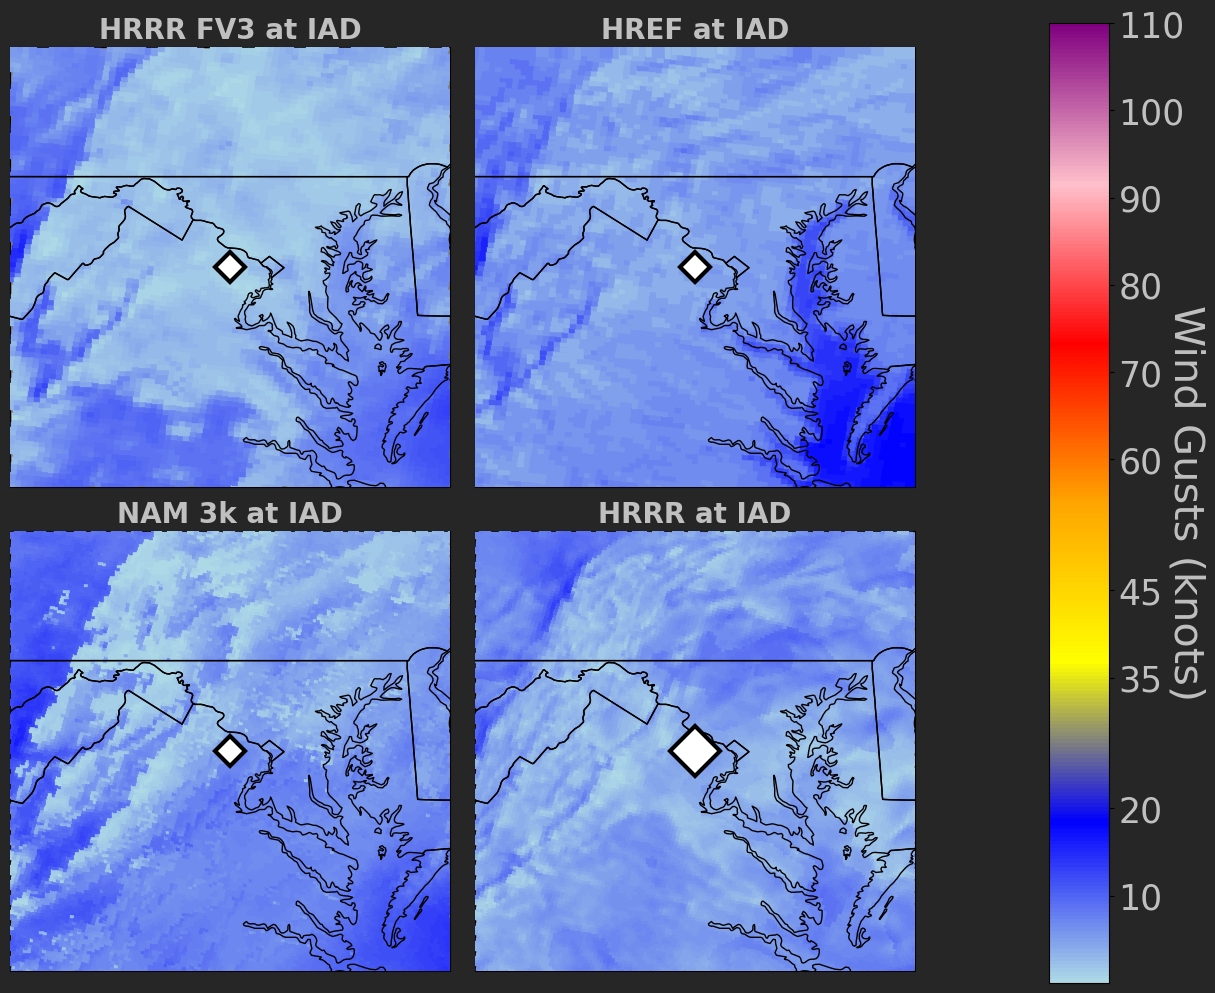 HRRR FV3 at IAD
HREF at IAD
NAM 3k at IAD
HRRR at IAD
110
100
90
80
70
60
45
35
20
10
Wind Gusts (knots)